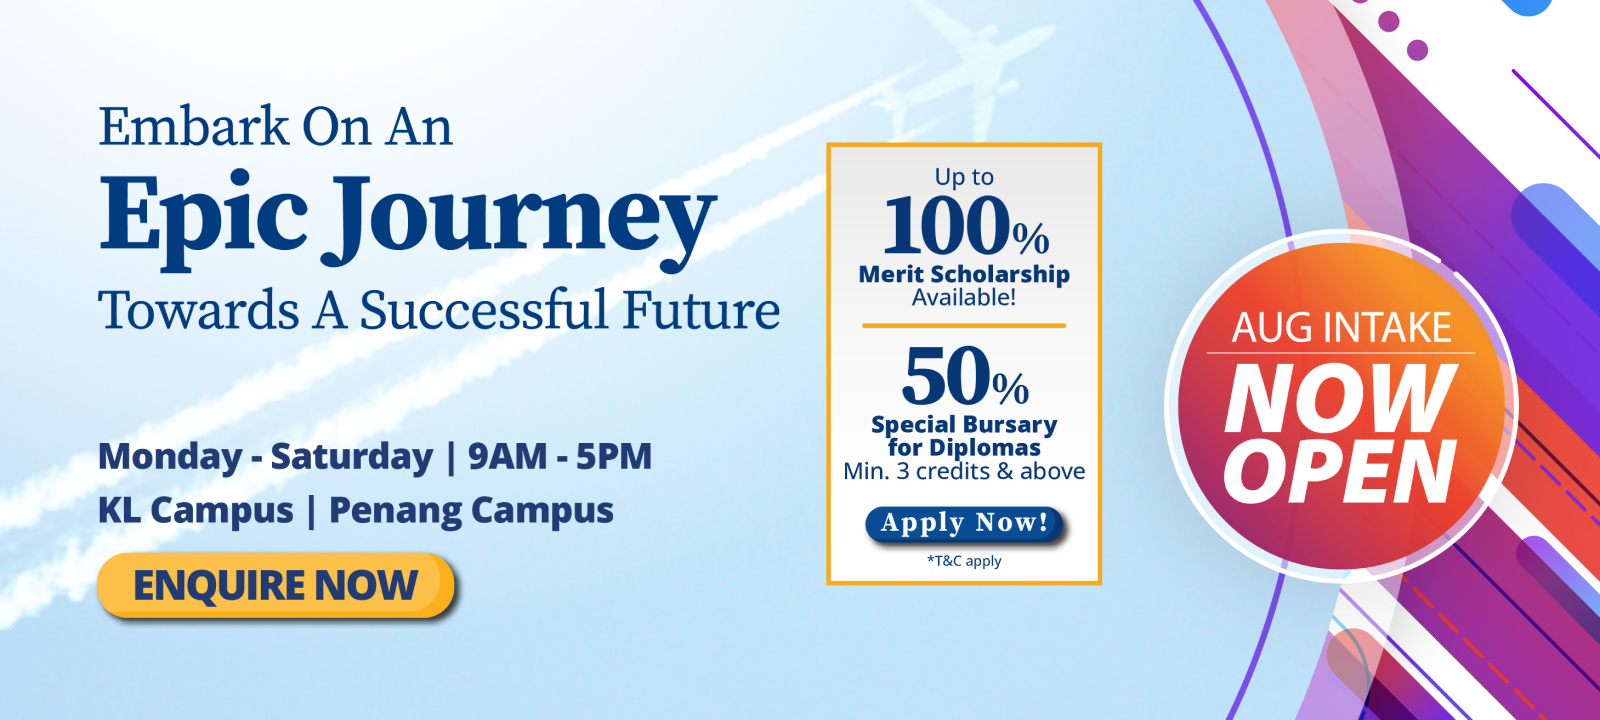 Embark On An
Epic Journey
Towards A Successful Future
Monday - Saturday | 9AM - 5PM
KL Campus | Penang Campus
ENQUIRE NOW
Up to
100%
Merit Scholarship
Available!
50%
Special Bursary
for Diplomas
Min. 3 credits & above
Apply Now!
*T&C apply
AUG INTAKE
NOW
OPEN